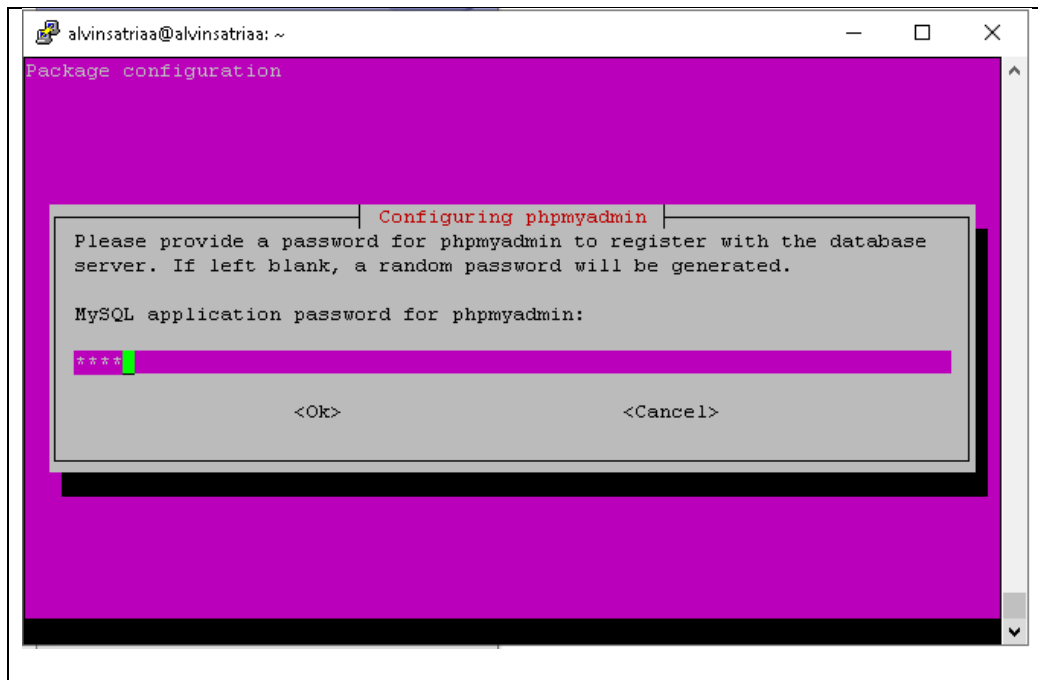 alvinsatriaa@alvinsatriaa: ~
Package configuration
Configuring phpmyadmin
Please provide a password for phpmyadmin to register with the database
server. If left blank, a random password will be generated.
MySQL application password for phpmyadmin:
****
<Ok> <Cancel>